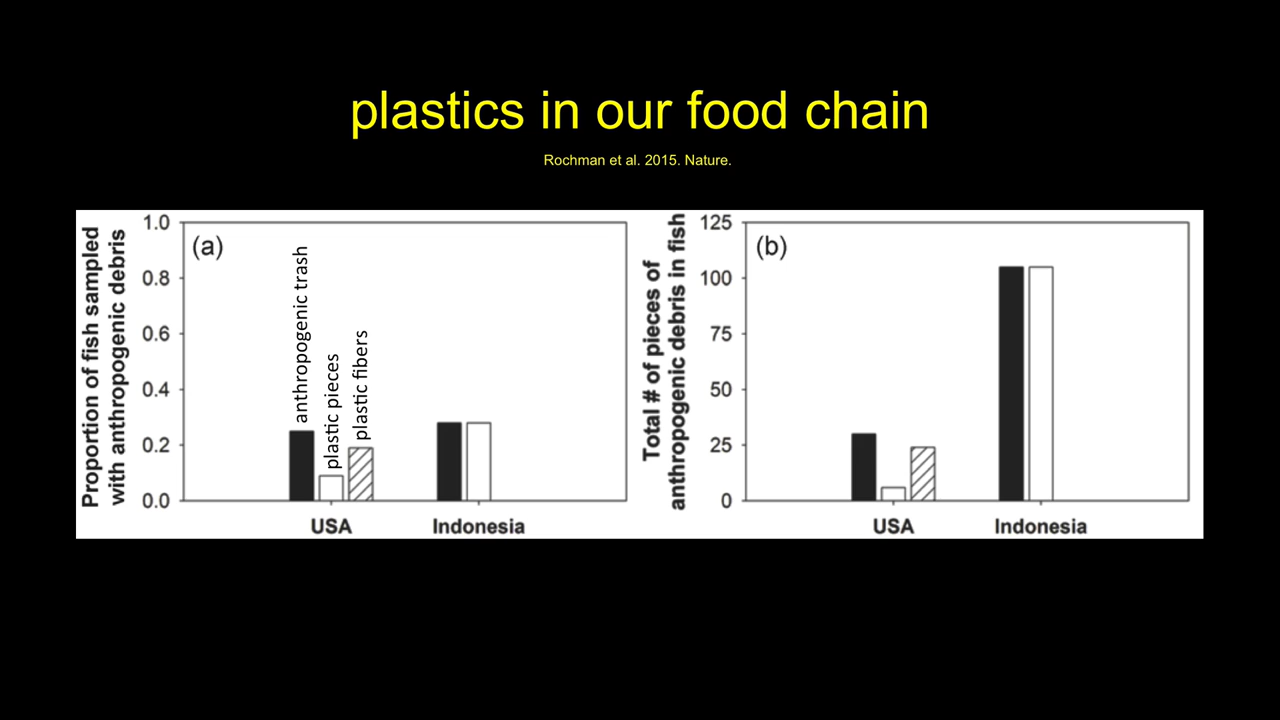 plastics in our food chain
Rochman et al. 2015. Nature.
Proportion of fish sampled
with anthropogenic debris
1.0
0.8
0.6
0.4
0.2
0.0
(a)
anthropogenic trash
plastic pieces
plastic fibers
USA
Indonesia
Total # of pieces of
anthropogenic debris in fish
125
100
75
50
25
0
(b)
USA
Indonesia